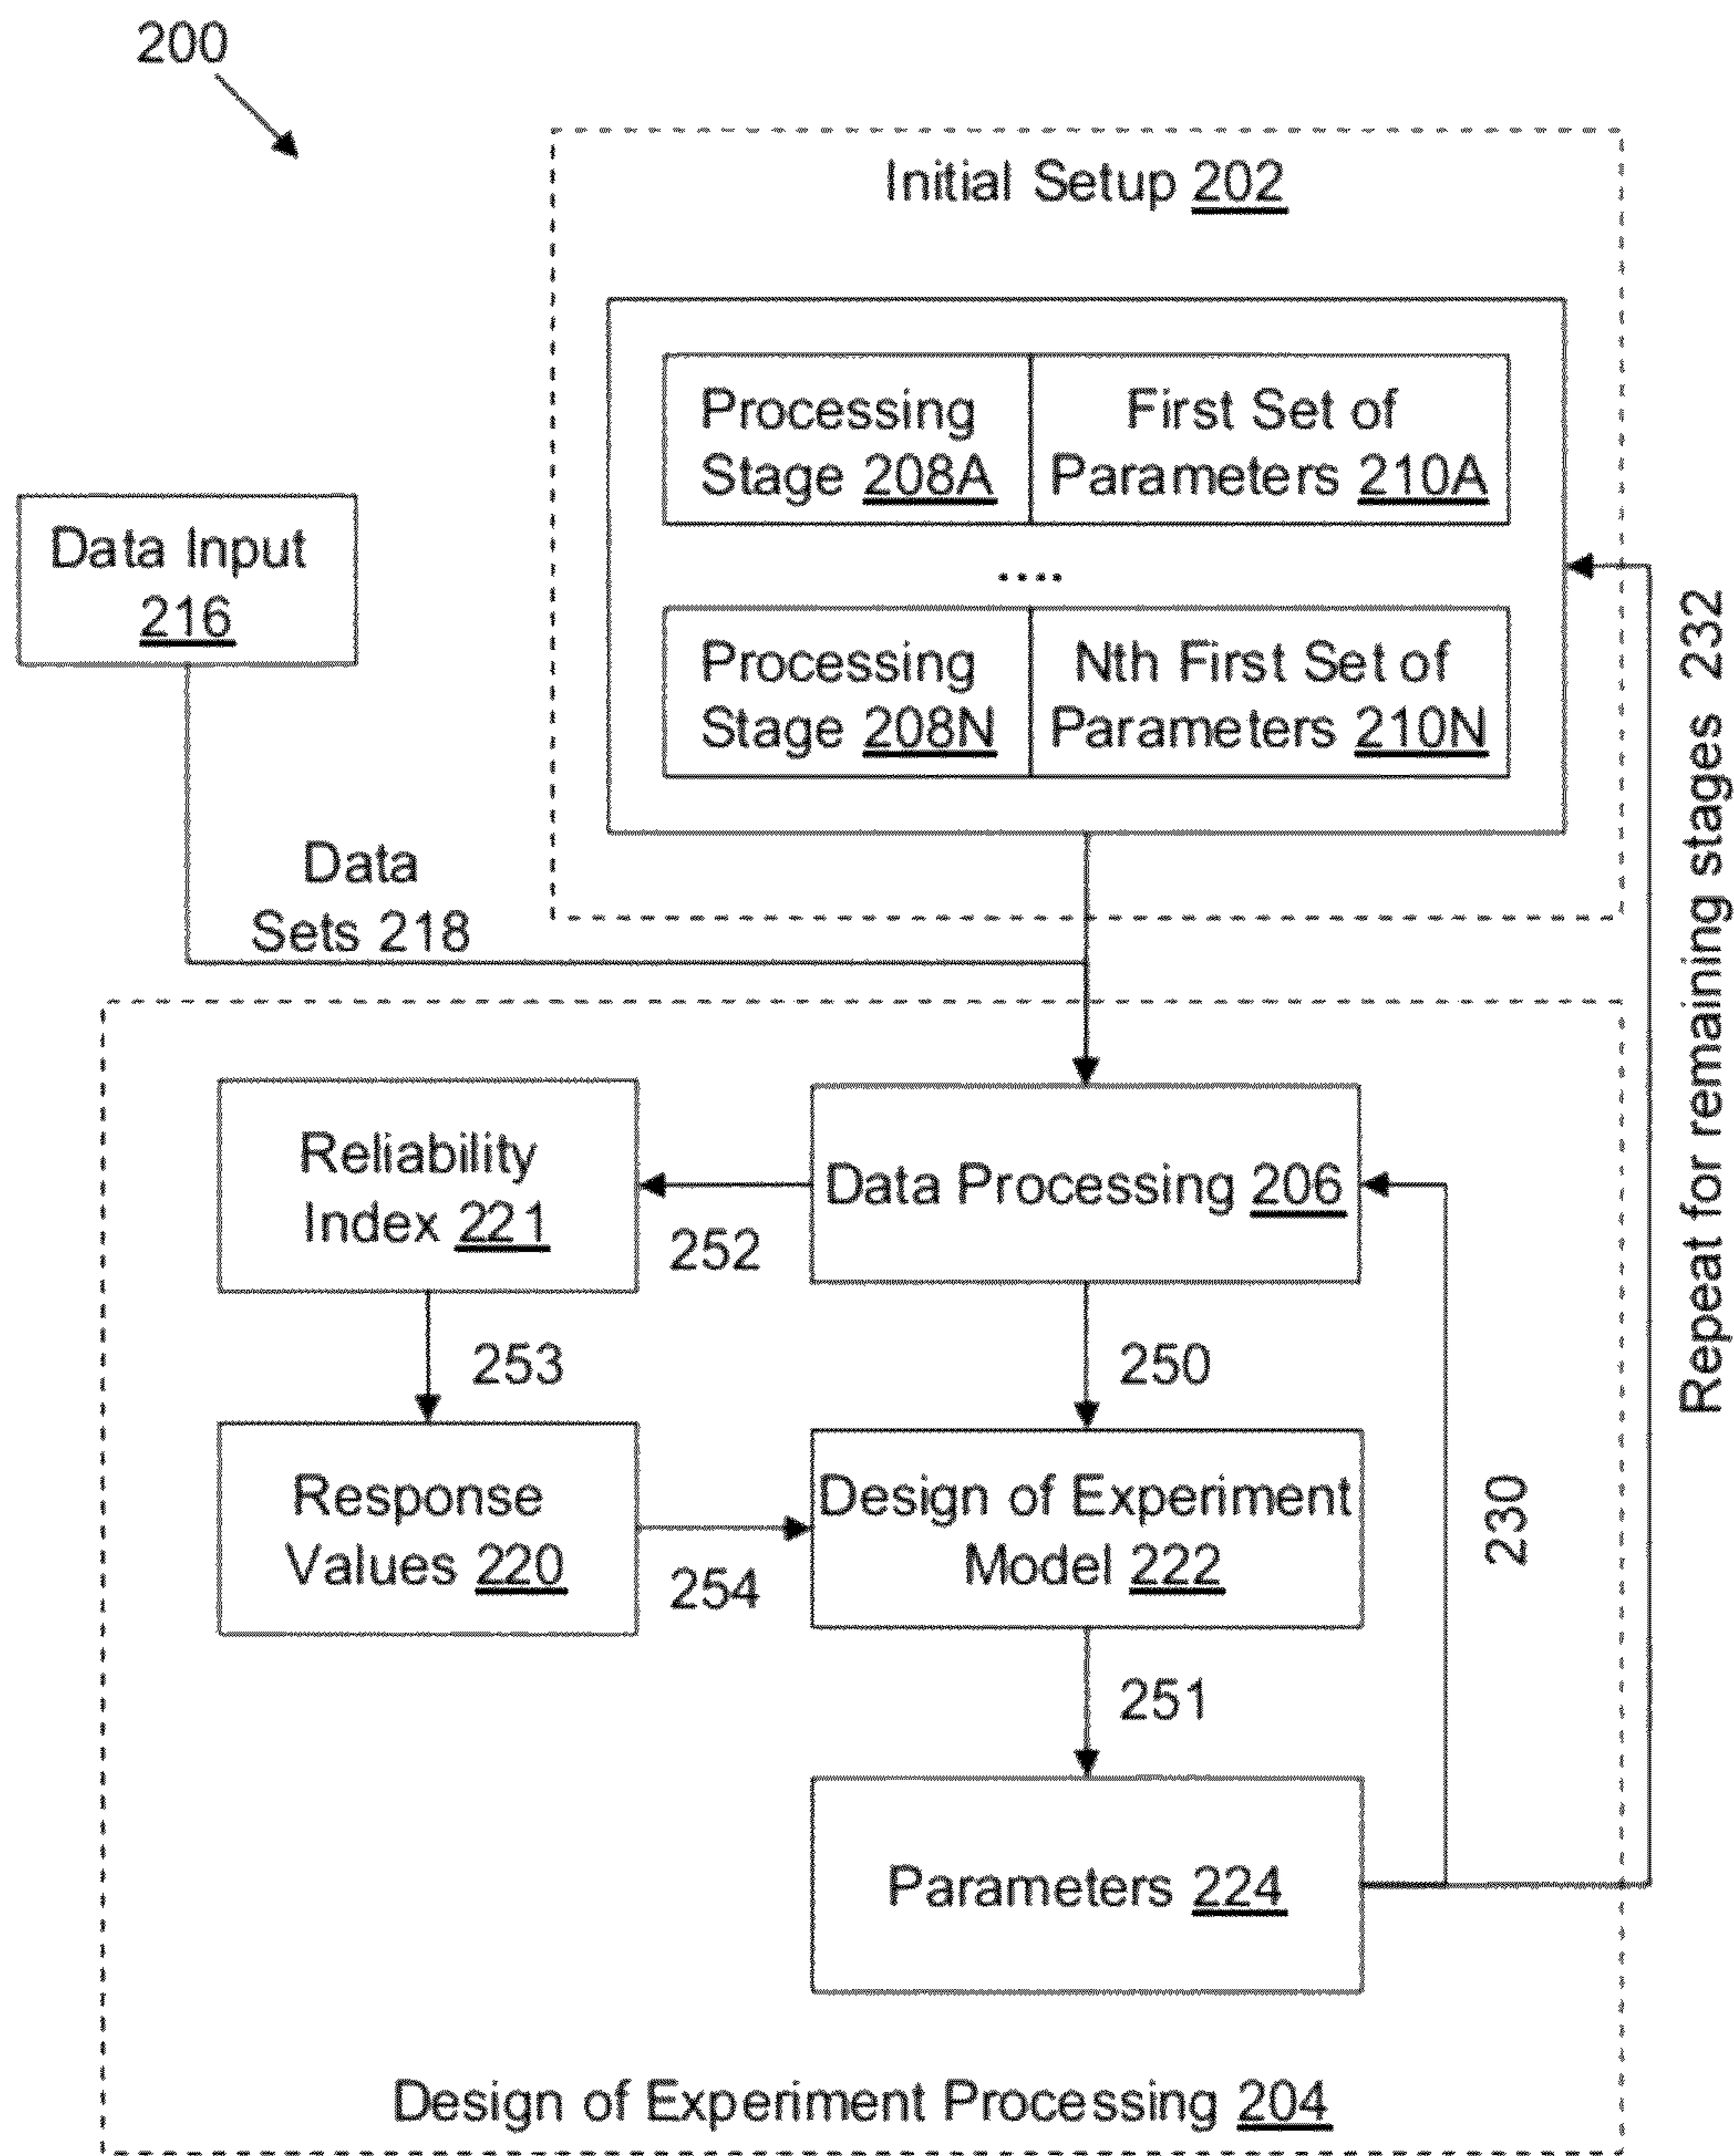 200
Initial Setup 202
Processing
Stage 208A
First Set of
Parameters 210A
.....
Processing
Stage 208N
Nth First Set of
Parameters 210N
Data Input
216
Data
Sets 218
Repeat for remaining stages 232
Reliability
Index 221
Data Processing 206
252
253
250
Response
Values 220
Design of Experiment
Model 222
254
230
251
Parameters 224
Design of Experiment Processing 204